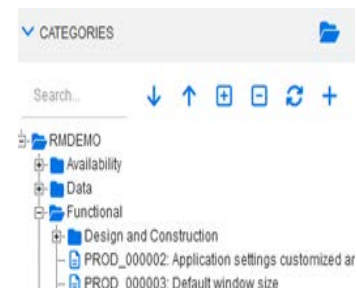 CATEGORIES
Search...
RMDEMO
Availability
Data
Functional
Design and Construction
PROD_000002: Application settings customized ar
PROD_000003: Default window size